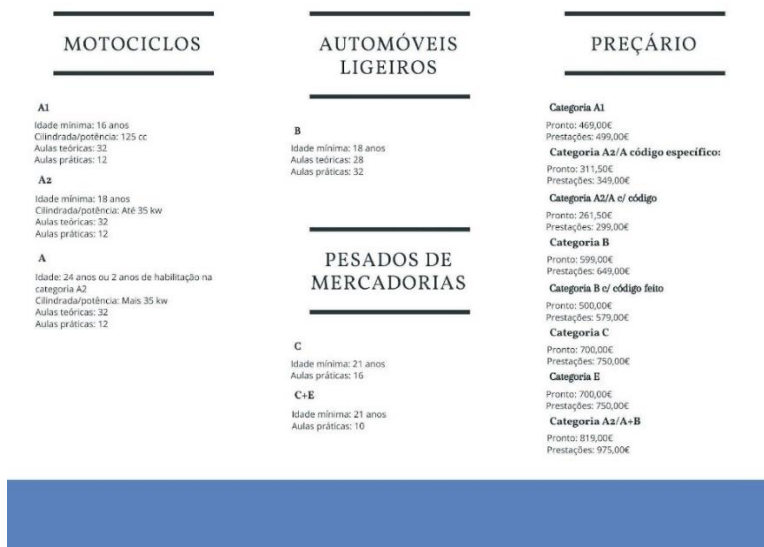 MOTOCICLOS
A1
Idade mínima: 16 anos
Cilindrada/potência: 125 cc
Aulas teóricas: 32
Aulas práticas: 12
A2
Idade mínima: 18 anos
Cilindrada/potência: Até 35 kw
Aulas teóricas: 32
Aulas práticas: 12
A
Idade: 24 anos ou 2 anos de habilitação na
categoria A2
Cilindrada/potência: Mais 35 kw
Aulas teóricas: 32
Aulas práticas: 12
AUTOMÓVEIS
LIGEIROS
B
Idade mínima: 18 anos
Aulas teóricas: 28
Aulas práticas: 32
PESADOS DE
MERCADORIAS
C
Idade mínima: 21 anos
Aulas práticas: 16
C+E
Idade mínima: 21 anos
Aulas práticas: 10
PREÇÁRIO
Categoria A1
Pronto: 469,00€
Prestações: 499,00€
Categoria A2/A código específico:
Pronto: 311,50€
Prestações: 349,00€
Categoria A2/A c/ código
Pronto: 261,50€
Prestações: 299,00€
Categoria B
Pronto: 599,00€
Prestações: 649,00€
Categoria B c/ código feito
Pronto: 500,00€
Prestações: 579,00€
Categoria C
Pronto: 700,00€
Prestações: 750,00€
Categoria E
Pronto: 700,00€
Prestações: 750,00€
Categoria A2/A+B
Pronto: 819,00€
Prestações: 975,00€